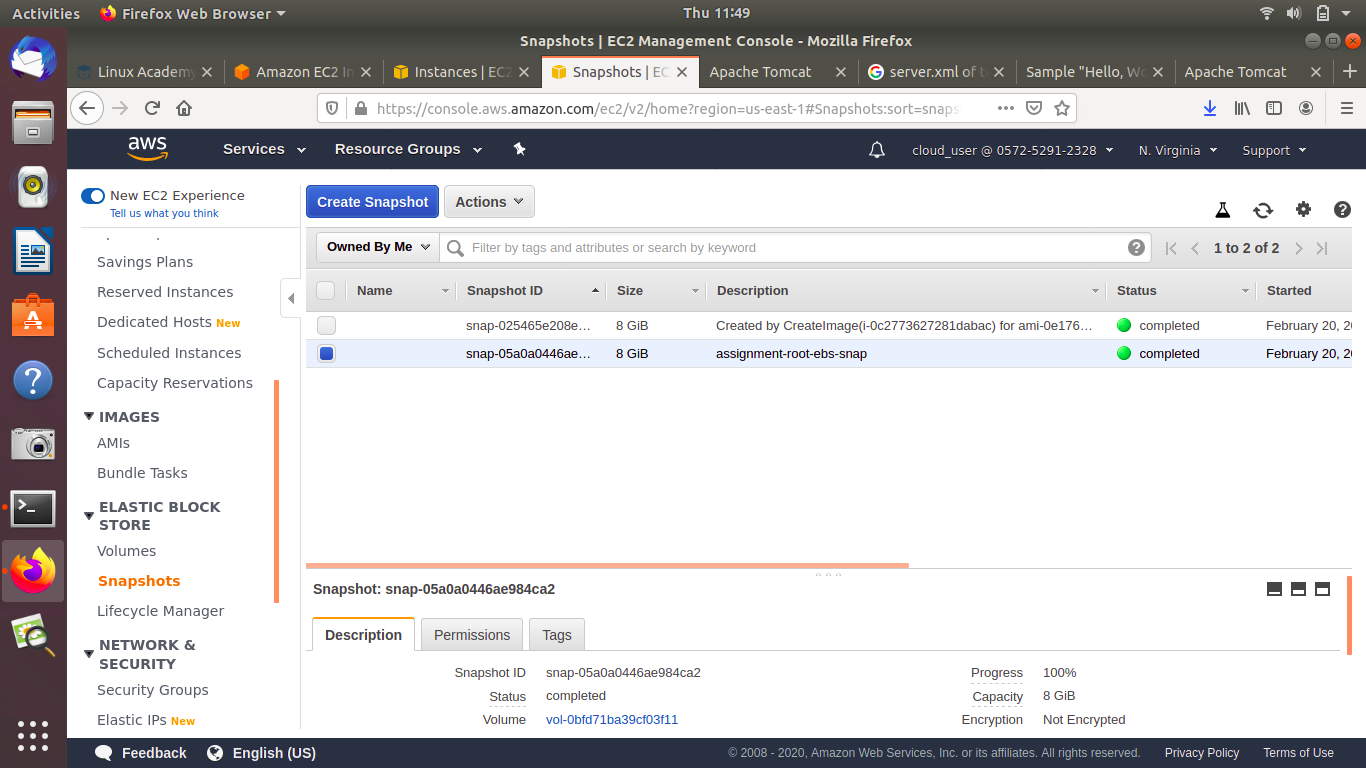 Activities Firefox Web Browser Thu 11:49
Snapshots | EC2 Management Console - Mozilla Firefox
Linux Academy Amazon EC2 In Instances | EC2 Snapshots | EC Apache Tomcat server.xml of t Sample "Hello, Wo Apache Tomcat
https://console.aws.amazon.com/ec2/v2/home?region=us-east-1#Snapshots:sort=snaps
aws Services Resource Groups cloud_user @ 0572-5291-2328 N. Virginia Support
New EC2 Experience
Tell us what you think
Savings Plans
Reserved Instances
Dedicated Hosts New
Scheduled Instances
Capacity Reservations
IMAGES
AMIs
Bundle Tasks
ELASTIC BLOCK
STORE
Volumes
Snapshots
Lifecycle Manager
NETWORK &
SECURITY
Security Groups
Elastic IPs New
Create Snapshot Actions
Owned By Me Filter by tags and attributes or search by keyword 1 to 2 of 2
Name Snapshot ID Size Description Status Started
snap-025465e208e... 8 GiB Created by CreateImage(i-0c2773627281dabac) for ami-0e176... completed February 20, 2
snap-05a0a0446ae... 8 GiB assignment-root-ebs-snap completed February 20, 2
Snapshot: snap-05a0a0446ae984ca2
Description Permissions Tags
Snapshot ID snap-05a0a0446ae984ca2 Progress 100%
Status completed Capacity 8 GiB
Volume vol-0bfd71ba39cf03f11 Encryption Not Encrypted
Feedback English (US) © 2008 - 2020, Amazon Web Services, Inc. or its affiliates. All rights reserved. Privacy Policy Terms of Use